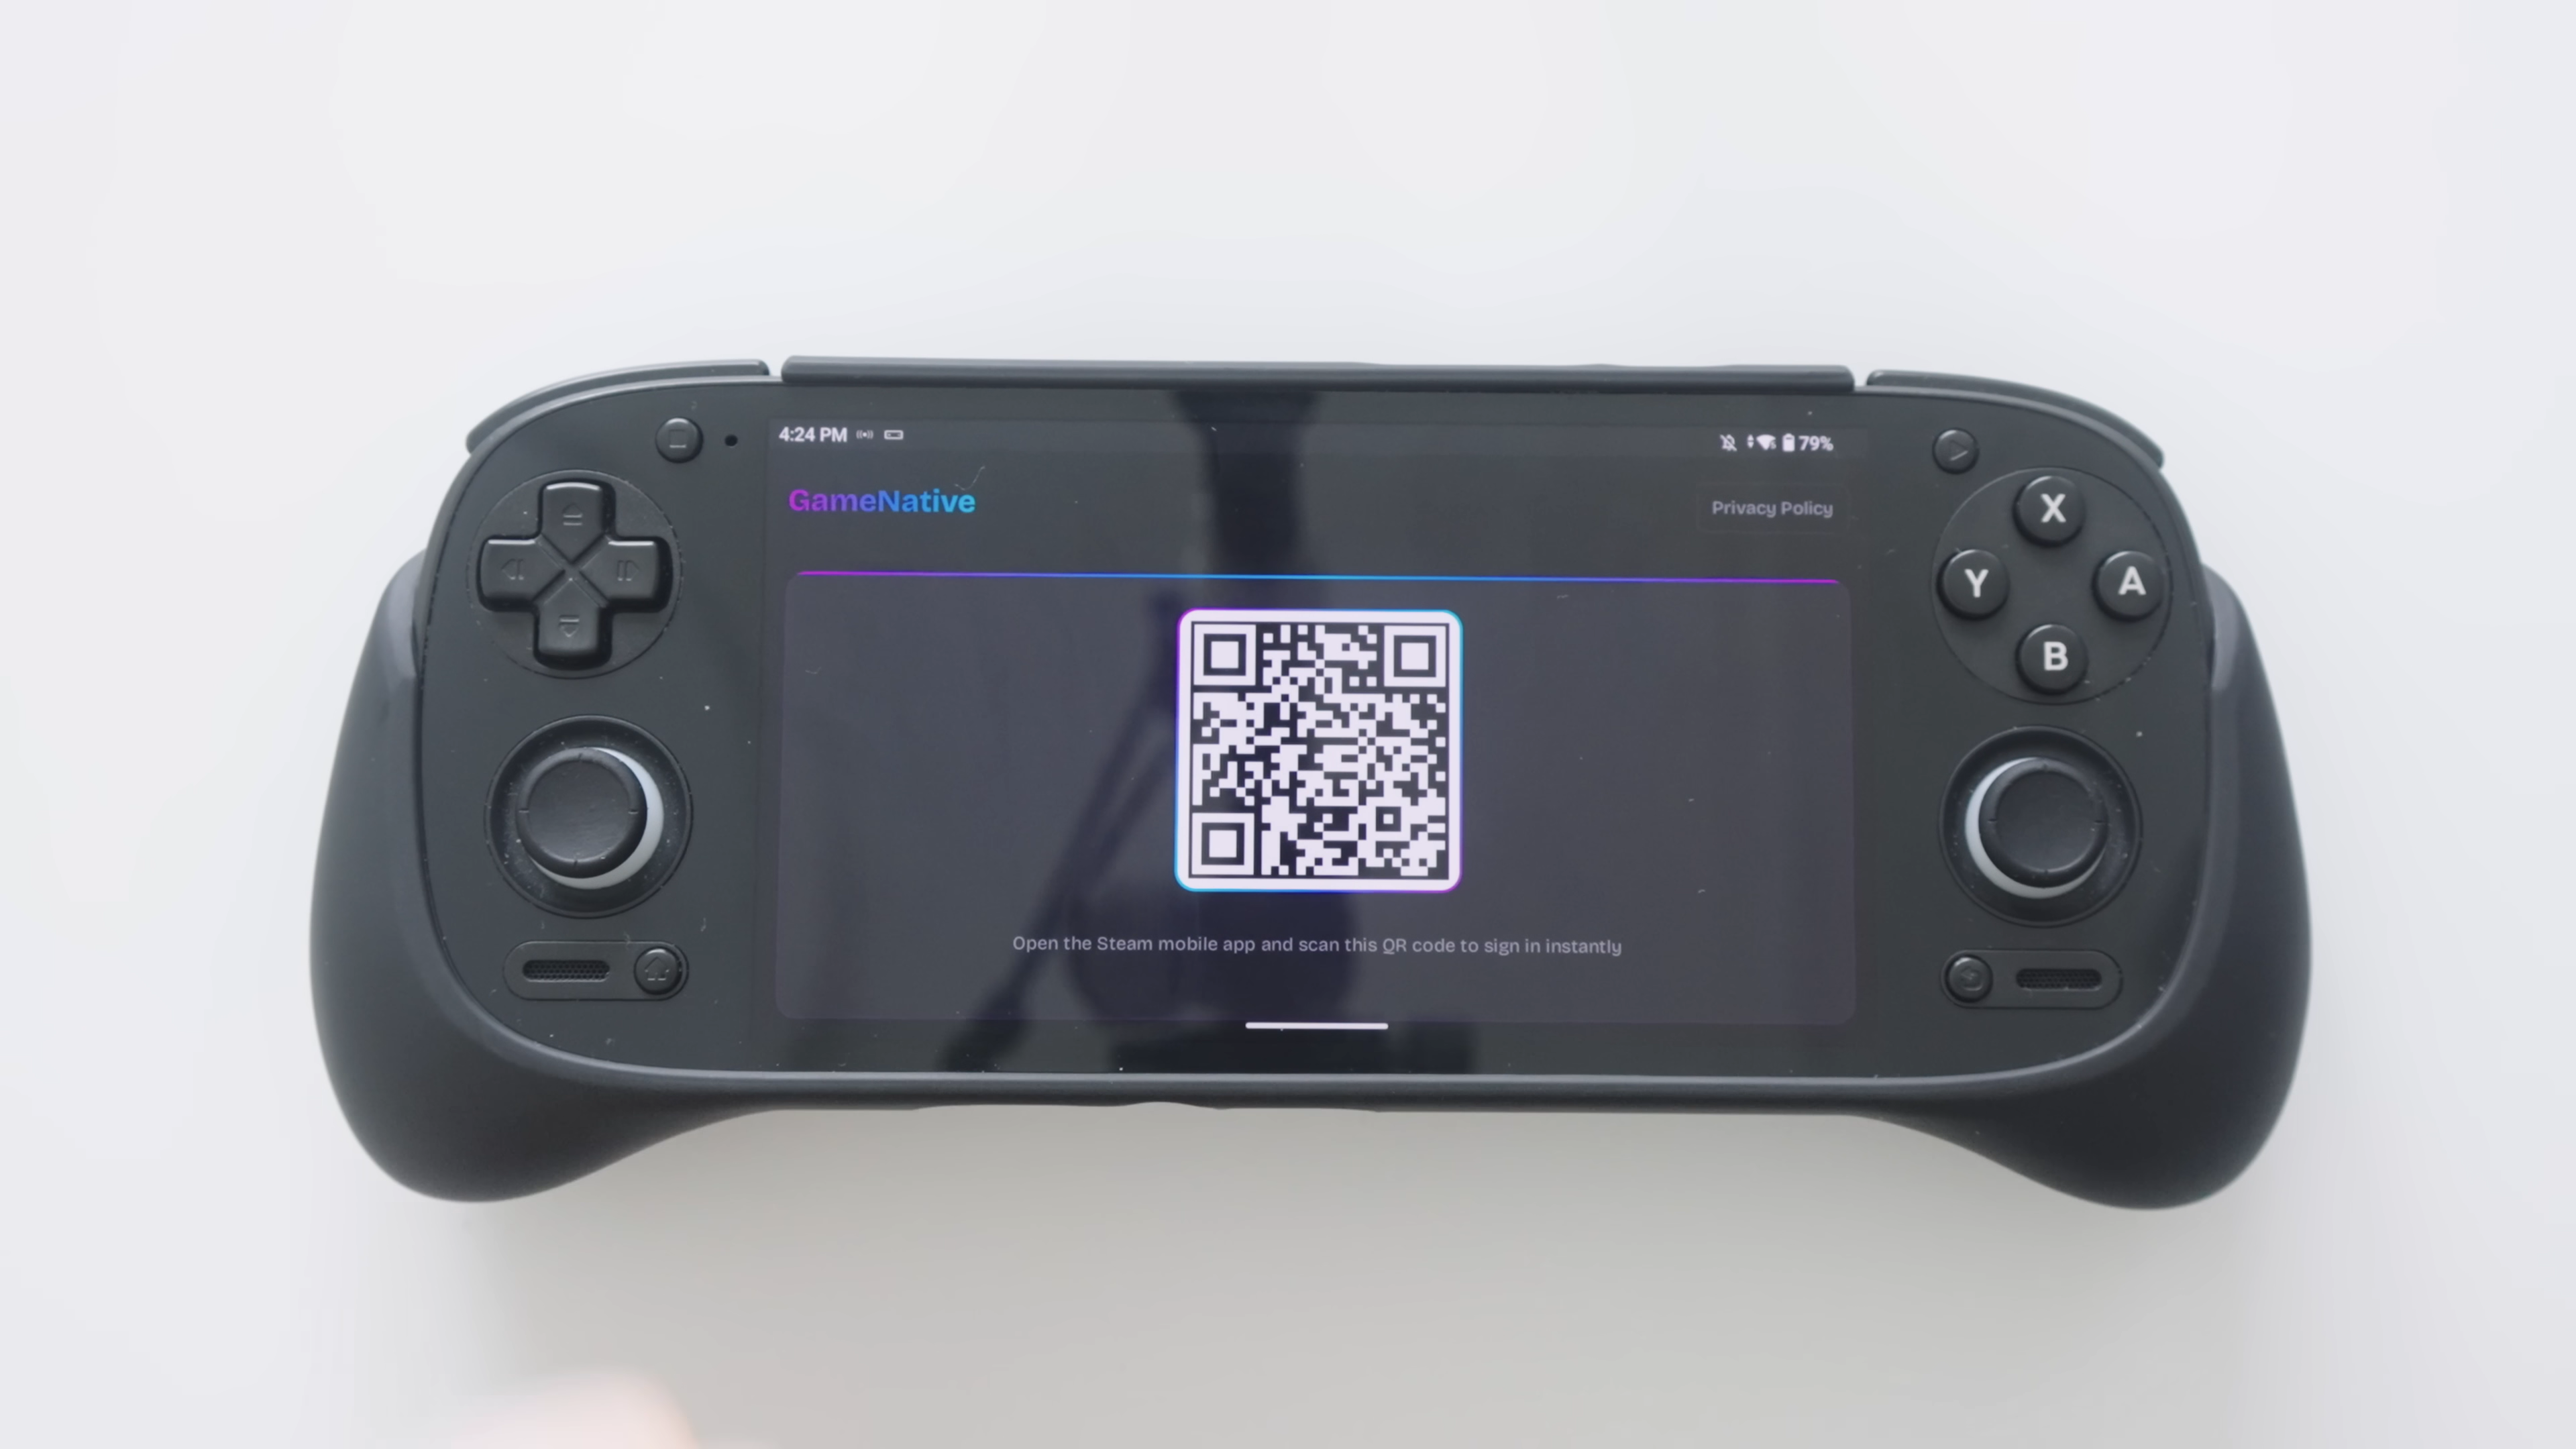 4:24 PM
79%
GameNative
Privacy Policy
X
Y
A
B
Open the Steam mobile app and scan this QR code to sign in instantly